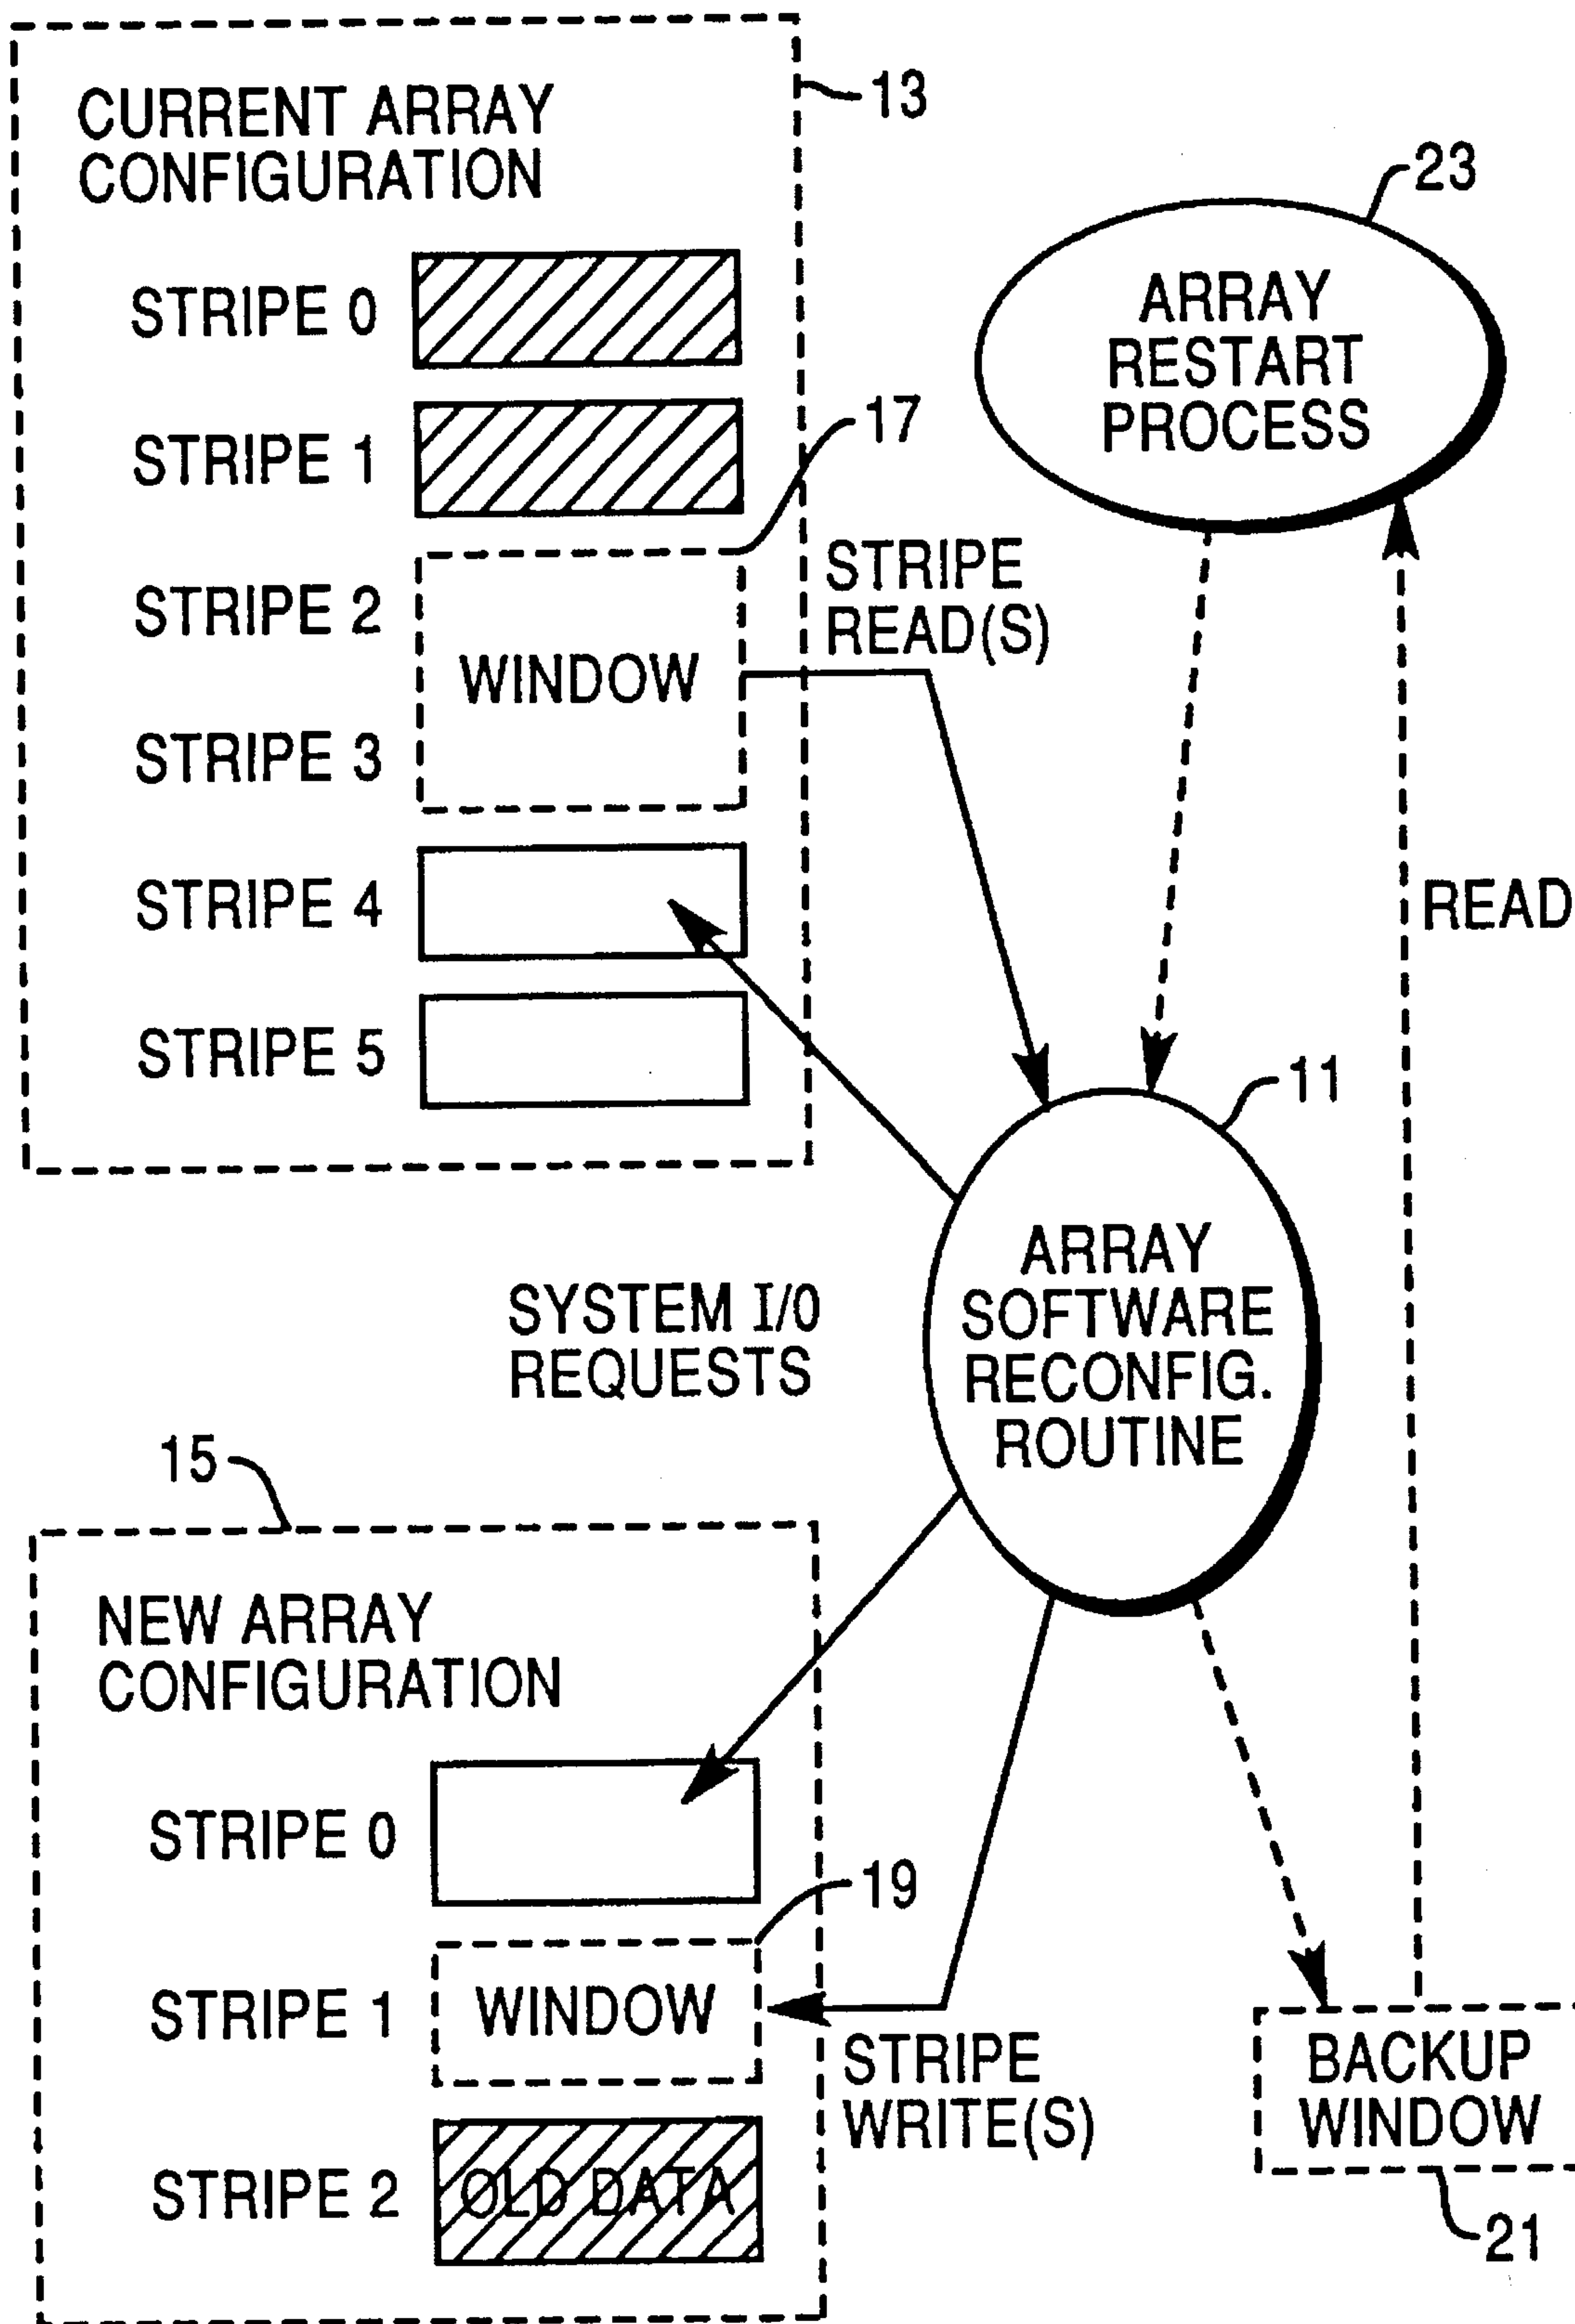 CURRENT ARRAY
CONFIGURATION
13
STRIPE 0
STRIPE 1
17
STRIPE 2
STRIPE 3
WINDOW
STRIPE
READ(S)
STRIPE 4
STRIPE 5
23
ARRAY
RESTART
PROCESS
READ
11
ARRAY
SOFTWARE
RECONFIG.
ROUTINE
SYSTEM I/O
REQUESTS
15
NEW ARRAY
CONFIGURATION
STRIPE 0
19
STRIPE 1
WINDOW
STRIPE
WRITE(S)
STRIPE 2
OLD DATA
BACKUP
WINDOW
21